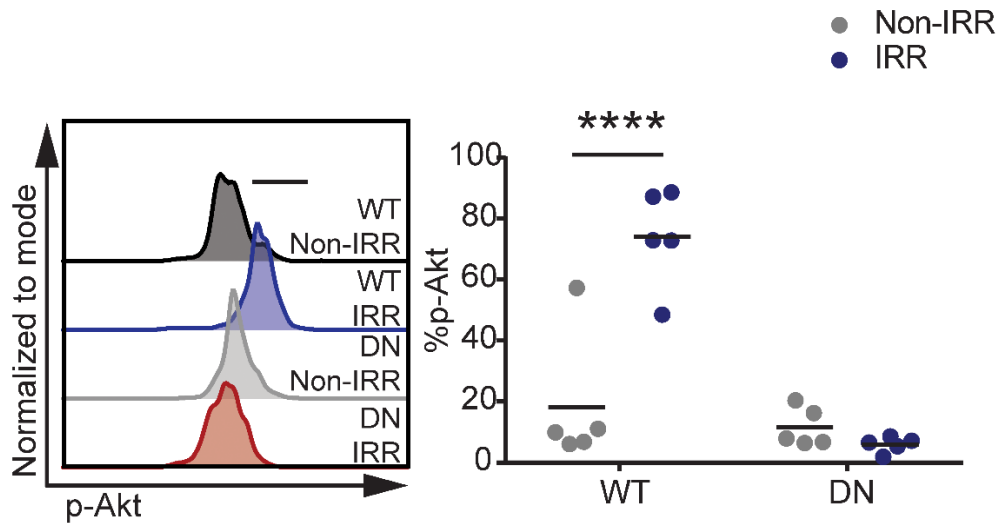 Non-IRR
IRR
Normalized to mode
WT
Non-IRR
WT
IRR
DN
Non-IRR
DN
IRR
p-Akt
****
%p-Akt
100
80
60
40
20
0
WT
DN